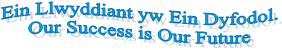 Ein Llwyddiant yw Ein Dyfodol.
Our Success is Our Future